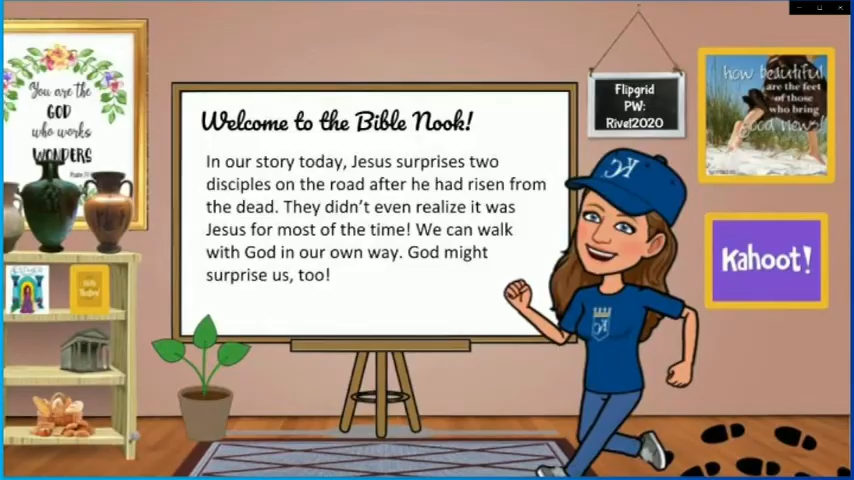 You are the
GOD
who works
WONDERS
Welcome to the Bible Nook!
In our story today, Jesus surprises two
disciples on the road after he had risen from
the dead. They didn't even realize it was
Jesus for most of the time! We can walk
with God in our own way. God might
surprise us, too!
Flipgrid
PW:
Rive!2020
how beautiful
are the feet
of those
who bring
good news!
Kahoot!
KC